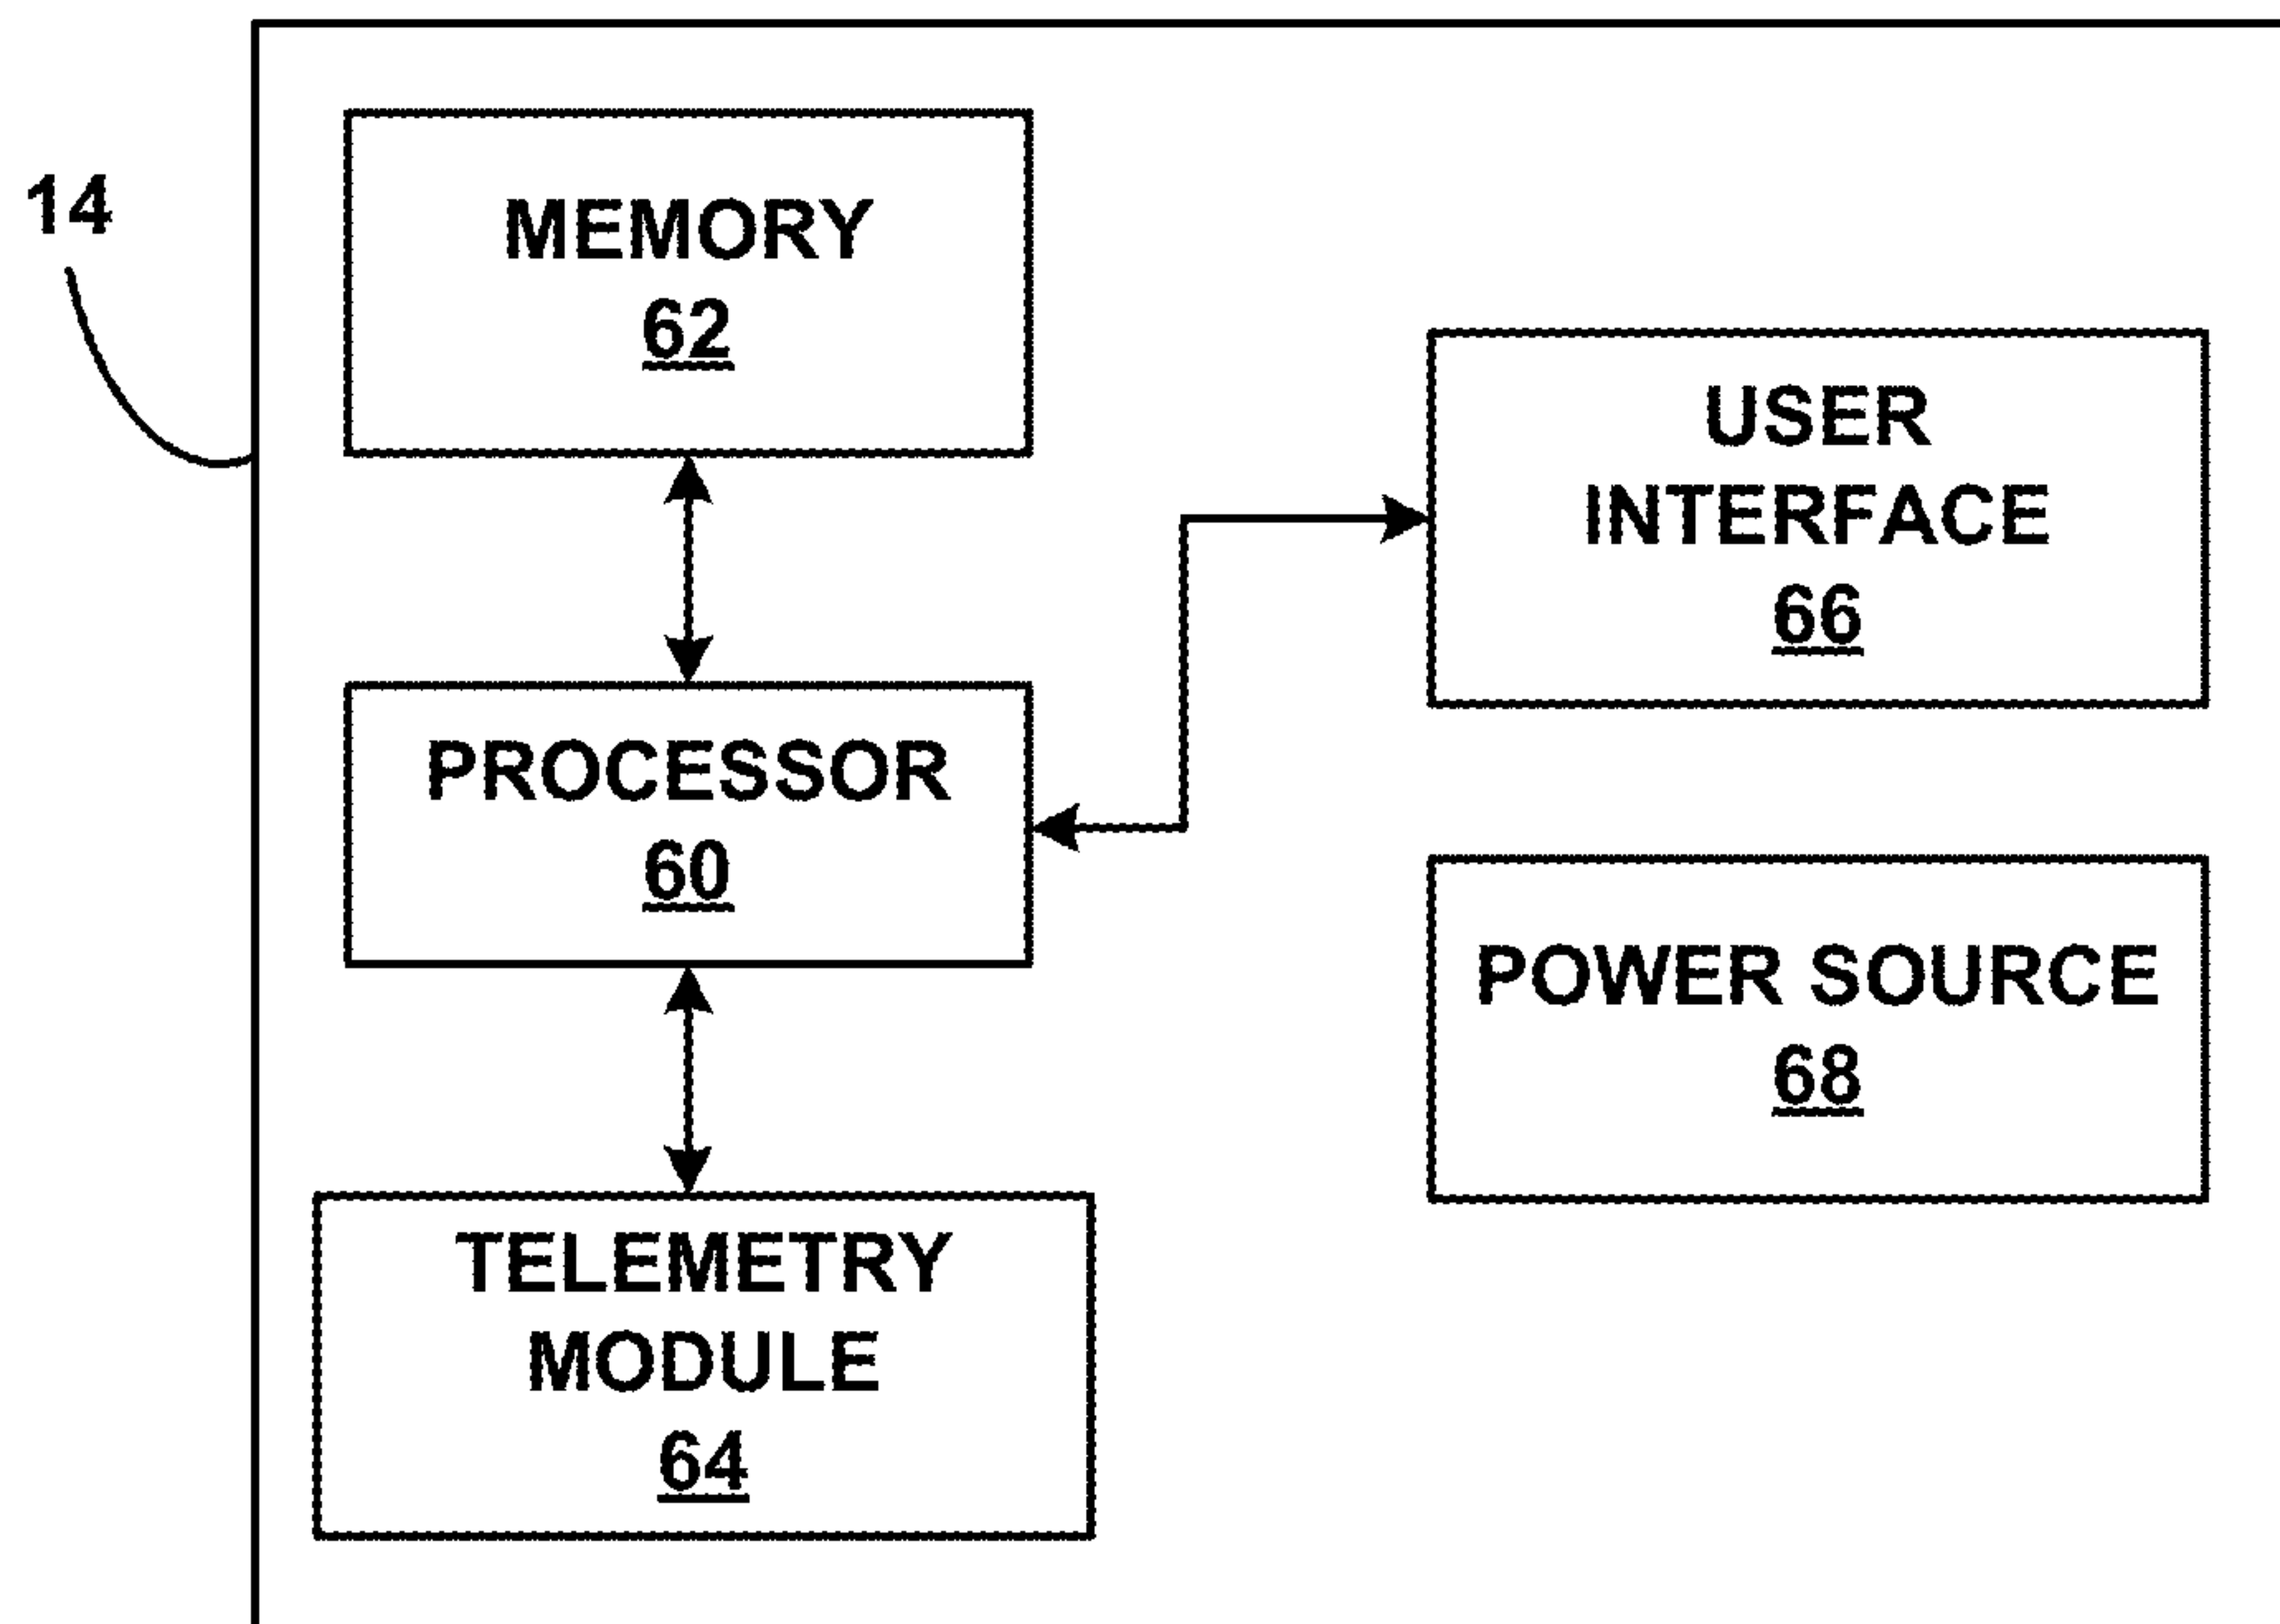 14
MEMORY
62
USER
INTERFACE
66
PROCESSOR
60
POWER SOURCE
68
TELEMETRY
MODULE
64